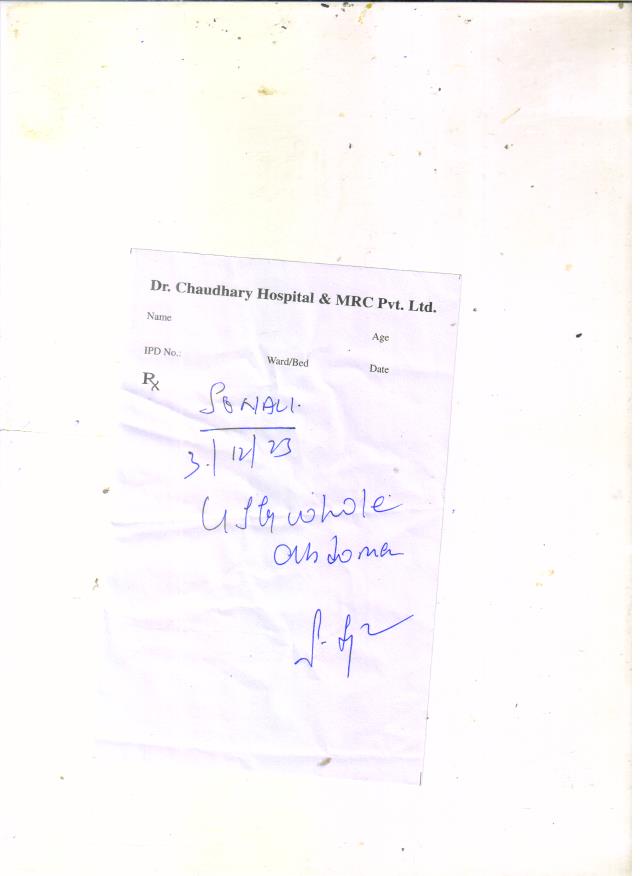 Dr. Chaudhary Hospital & MRC Pvt. Ltd.
Name
Age
IPD No.:
Ward/Bed
Date
Rx
SONALI.
3/12/23
USG whole
abdomen